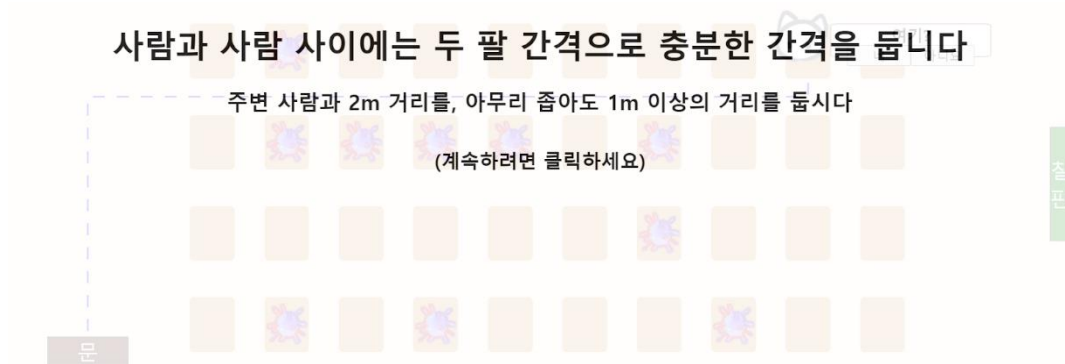 사람과 사람 사이에는 두 팔 간격으로 충분한 간격을 둡니다
주변 사람과 2m 거리를, 아무리 좁아도 1m 이상의 거리를 둡시다
(계속하려면 클릭하세요)
칠판
문